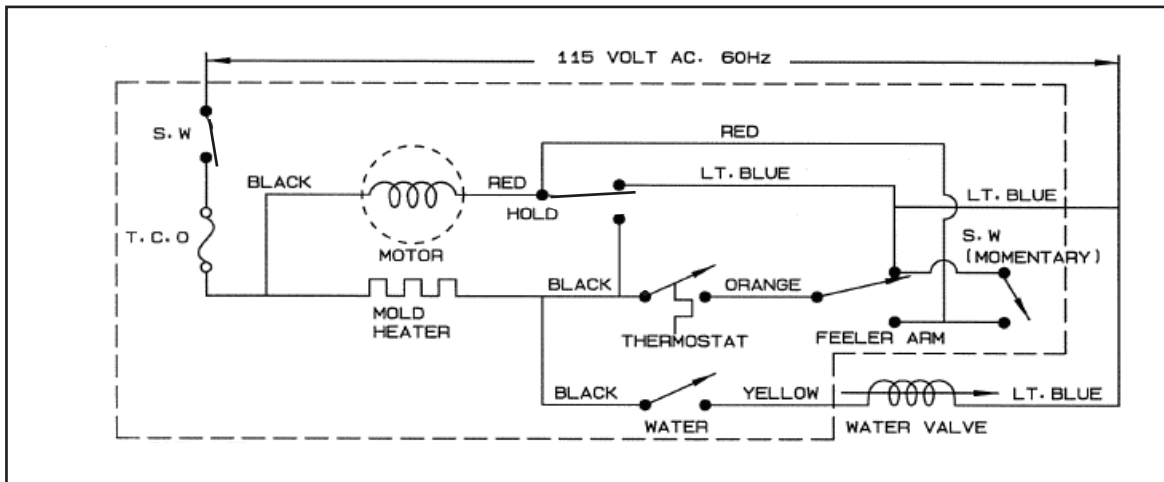 115 VOLT AC. 60Hz
S.W
RED
BLACK
RED
LT. BLUE
LT. BLUE
HOLD
T.C.O
MOTOR
S.W
(MOMENTARY)
BLACK
ORANGE
MOLD
HEATER
THERMOSTAT
FEELER ARM
BLACK
YELLOW
LT. BLUE
WATER
WATER VALVE